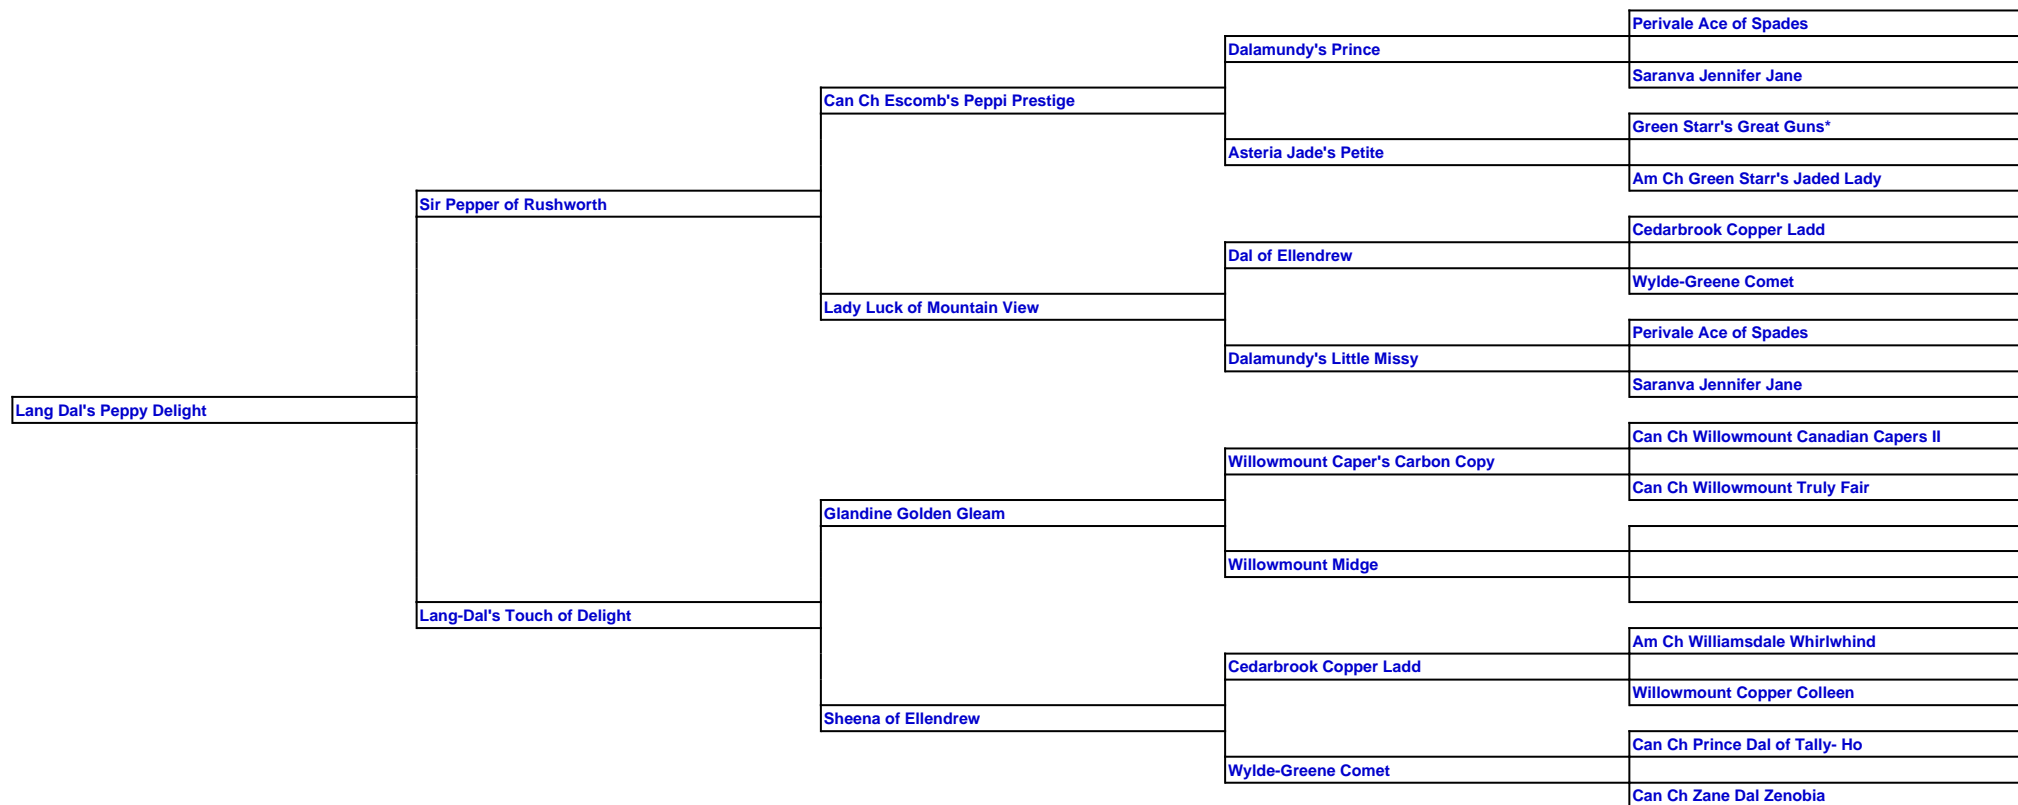 Perivale Ace of Spades
Dalamundy's Prince
Saranva Jennifer Jane
Can Ch Escomb's Peppi Prestige
Green Starr's Great Guns*
Asteria Jade's Petite
Am Ch Green Starr's Jaded Lady
Sir Pepper of Rushworth
Cedarbrook Copper Ladd
Dal of Ellendrew
Wylde-Greene Comet
Lady Luck of Mountain View
Perivale Ace of Spades
Dalamundy's Little Missy
Saranva Jennifer Jane
Lang Dal's Peppy Delight
Can Ch Willowmount Canadian Capers II
Willowmount Caper's Carbon Copy
Can Ch Willowmount Truly Fair
Glandine Golden Gleam
Willowmount Midge
Lang-Dal's Touch of Delight
Am Ch Williamsdale Whirlwhind
Cedarbrook Copper Ladd
Willowmount Copper Colleen
Sheena of Ellendrew
Can Ch Prince Dal of Tally- Ho
Wylde-Greene Comet
Can Ch Zane Dal Zenobia